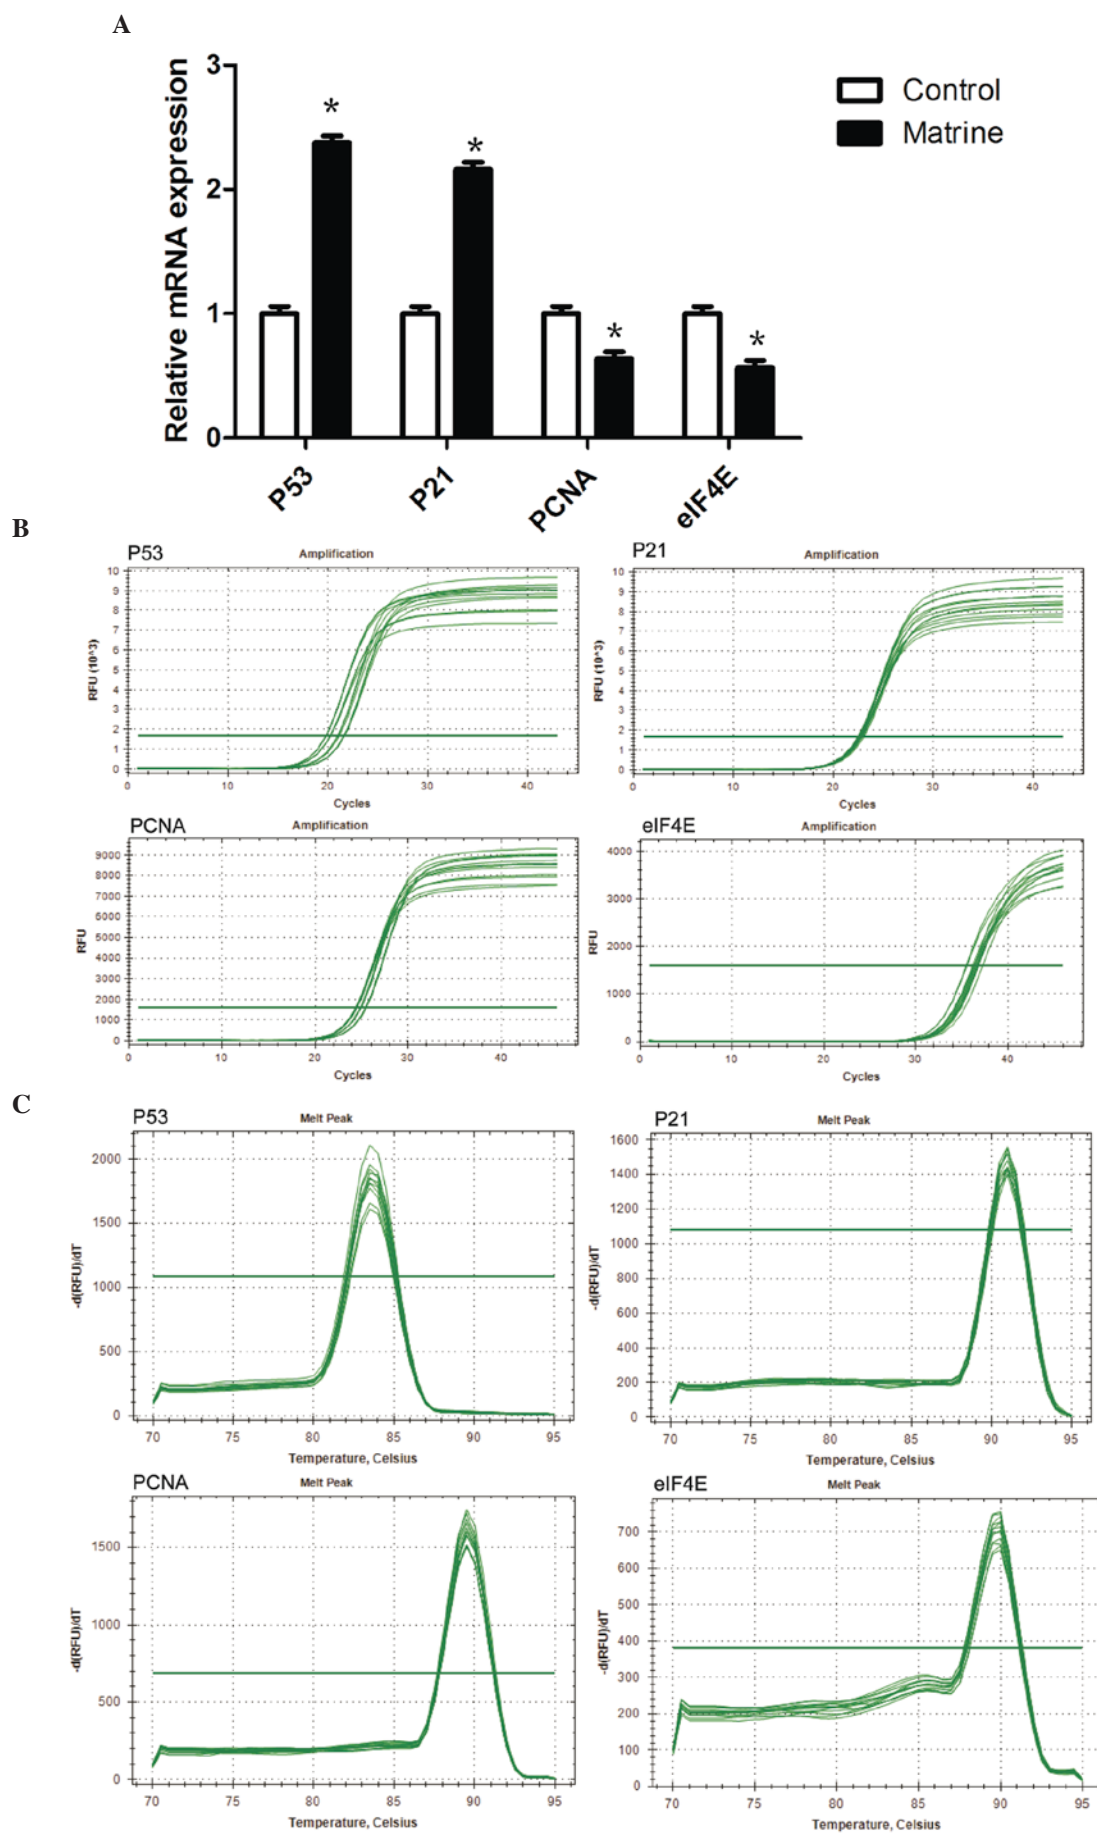 A
Relative mRNA expression
3
2
1
0
*
*
*
*
Control
Matrine
P53
P21
PCNA
eIF4E
B
P53
Amplification
RFU (10^3)
10
9
8
7
6
5
4
3
2
1
0
0 10 20 30 40
Cycles
P21
Amplification
RFU (10^3)
10
9
8
7
6
5
4
3
2
1
0
0 10 20 30 40
Cycles
PCNA
Amplification
RFU
9000
8000
7000
6000
5000
4000
3000
2000
1000
0
0 10 20 30 40
Cycles
eIF4E
Amplification
RFU
4000
3000
2000
1000
0
0 10 20 30 40
Cycles
C
P53
Melt Peak
-d(RFU)/dT
2000
1500
1000
500
0
70 75 80 85 90 95
Temperature, Celsius
P21
Melt Peak
-d(RFU)/dT
1600
1400
1200
1000
800
600
400
200
0
70 75 80 85 90 95
Temperature, Celsius
PCNA
Melt Peak
-d(RFU)/dT
1500
1000
500
0
70 75 80 85 90 95
Temperature, Celsius
eIF4E
Melt Peak
-d(RFU)/dT
700
600
500
400
300
200
100
0
70 75 80 85 90 95
Temperature, Celsius